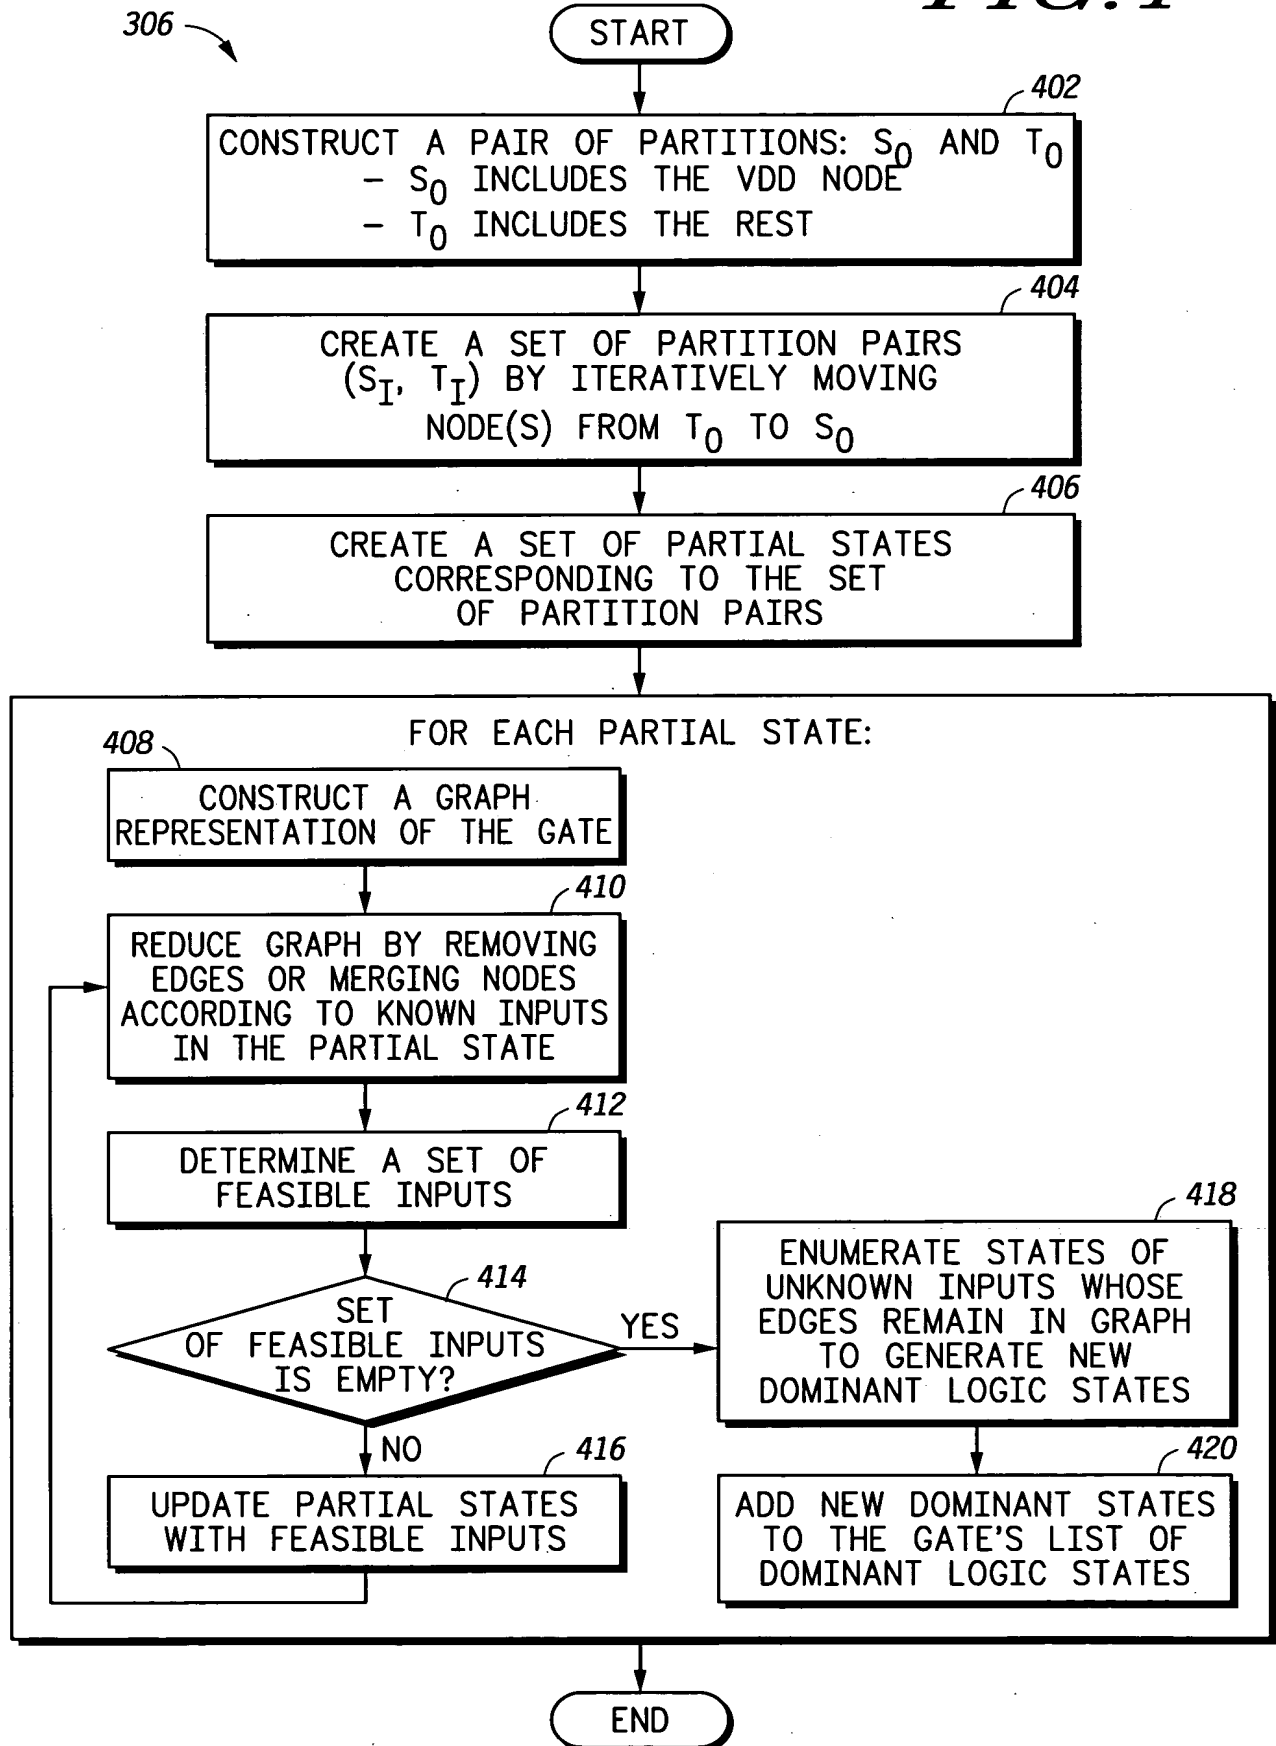 306
START
402
CONSTRUCT A PAIR OF PARTITIONS: S0 AND T0
- S0 INCLUDES THE VDD NODE
- T0 INCLUDES THE REST
404
CREATE A SET OF PARTITION PAIRS
(SI, TI) BY ITERATIVELY MOVING
NODE(S) FROM T0 TO S0
406
CREATE A SET OF PARTIAL STATES
CORRESPONDING TO THE SET
OF PARTITION PAIRS
FOR EACH PARTIAL STATE:
408
CONSTRUCT A GRAPH
REPRESENTATION OF THE GATE
410
REDUCE GRAPH BY REMOVING
EDGES OR MERGING NODES
ACCORDING TO KNOWN INPUTS
IN THE PARTIAL STATE
412
DETERMINE A SET OF
FEASIBLE INPUTS
414
SET
OF FEASIBLE INPUTS
IS EMPTY?
YES
NO
416
UPDATE PARTIAL STATES
WITH FEASIBLE INPUTS
418
ENUMERATE STATES OF
UNKNOWN INPUTS WHOSE
EDGES REMAIN IN GRAPH
TO GENERATE NEW
DOMINANT LOGIC STATES
420
ADD NEW DOMINANT STATES
TO THE GATE'S LIST OF
DOMINANT LOGIC STATES
END